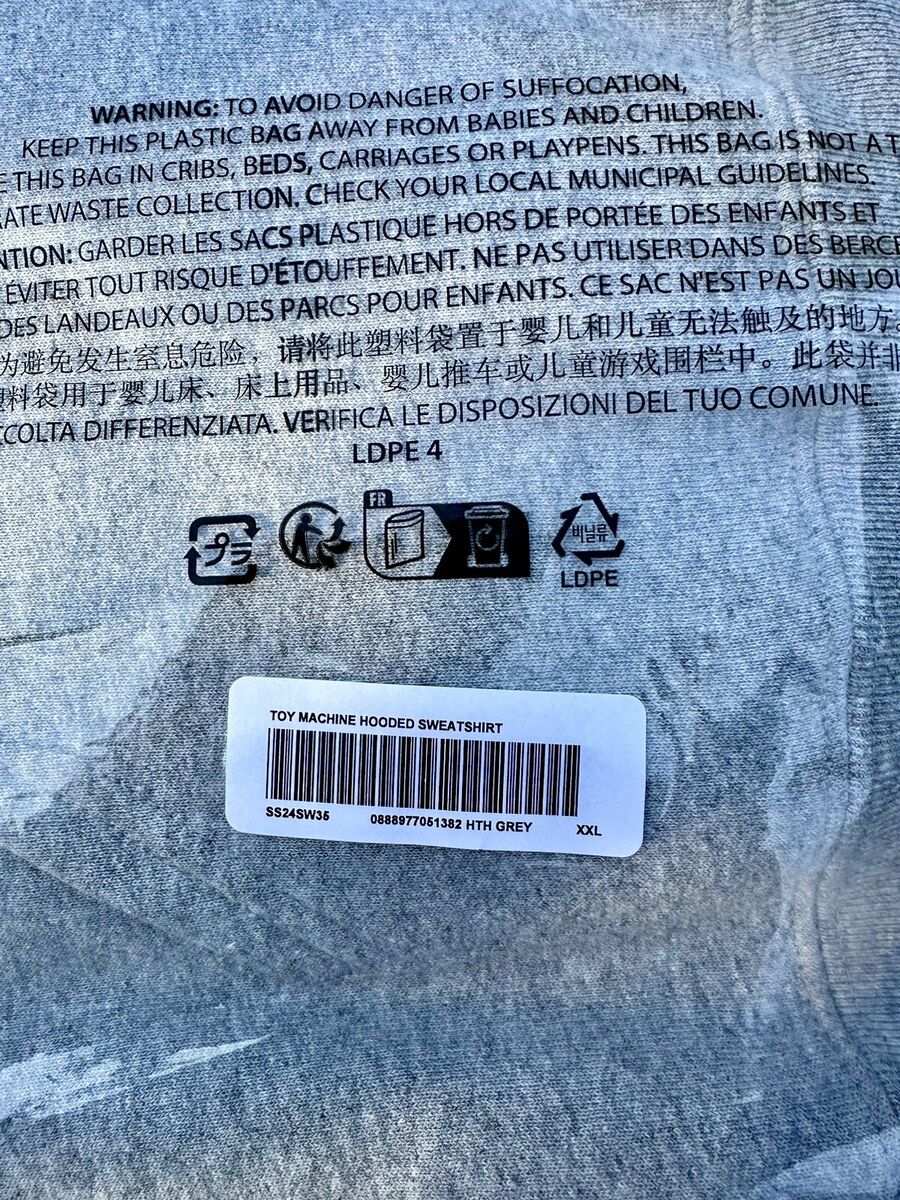 WARNING: TO AVOID DANGER OF SUFFOCATION,
KEEP THIS PLASTIC BAG AWAY FROM BABIES AND CHILDREN.
THIS BAG IN CRIBS, BEDS, CARRIAGES OR PLAYPENS. THIS BAG IS NOT A T
WASTE COLLECTION. CHECK YOUR LOCAL MUNICIPAL GUIDELINES.
NTION: GARDER LES SACS PLASTIQUE HORS DE PORTÉE DES ENFANTS ET
ÉVITER TOUT RISQUE D'ÉTOUFFEMENT. NE PAS UTILISER DANS DES BERCE
DES LANDEAUX OU DES PARCS POUR ENFANTS. CE SAC N'EST PAS UN JOU
为避免发生室息危险，请将此塑料袋置于婴儿和儿童无法触及的地方。
塑料袋用于婴儿床、床上用品、婴儿推车或儿童游戏围栏中。此袋并非
CCOLTA DIFFERENZIATA. VERIFICA LE DISPOSIZIONI DEL TUO COMUNE.
LDPE 4
FR
プラ
비닐류
LDPE
TOY MACHINE HOODED SWEATSHIRT
SS24SW35 0888977051382 HTH GREY XXL